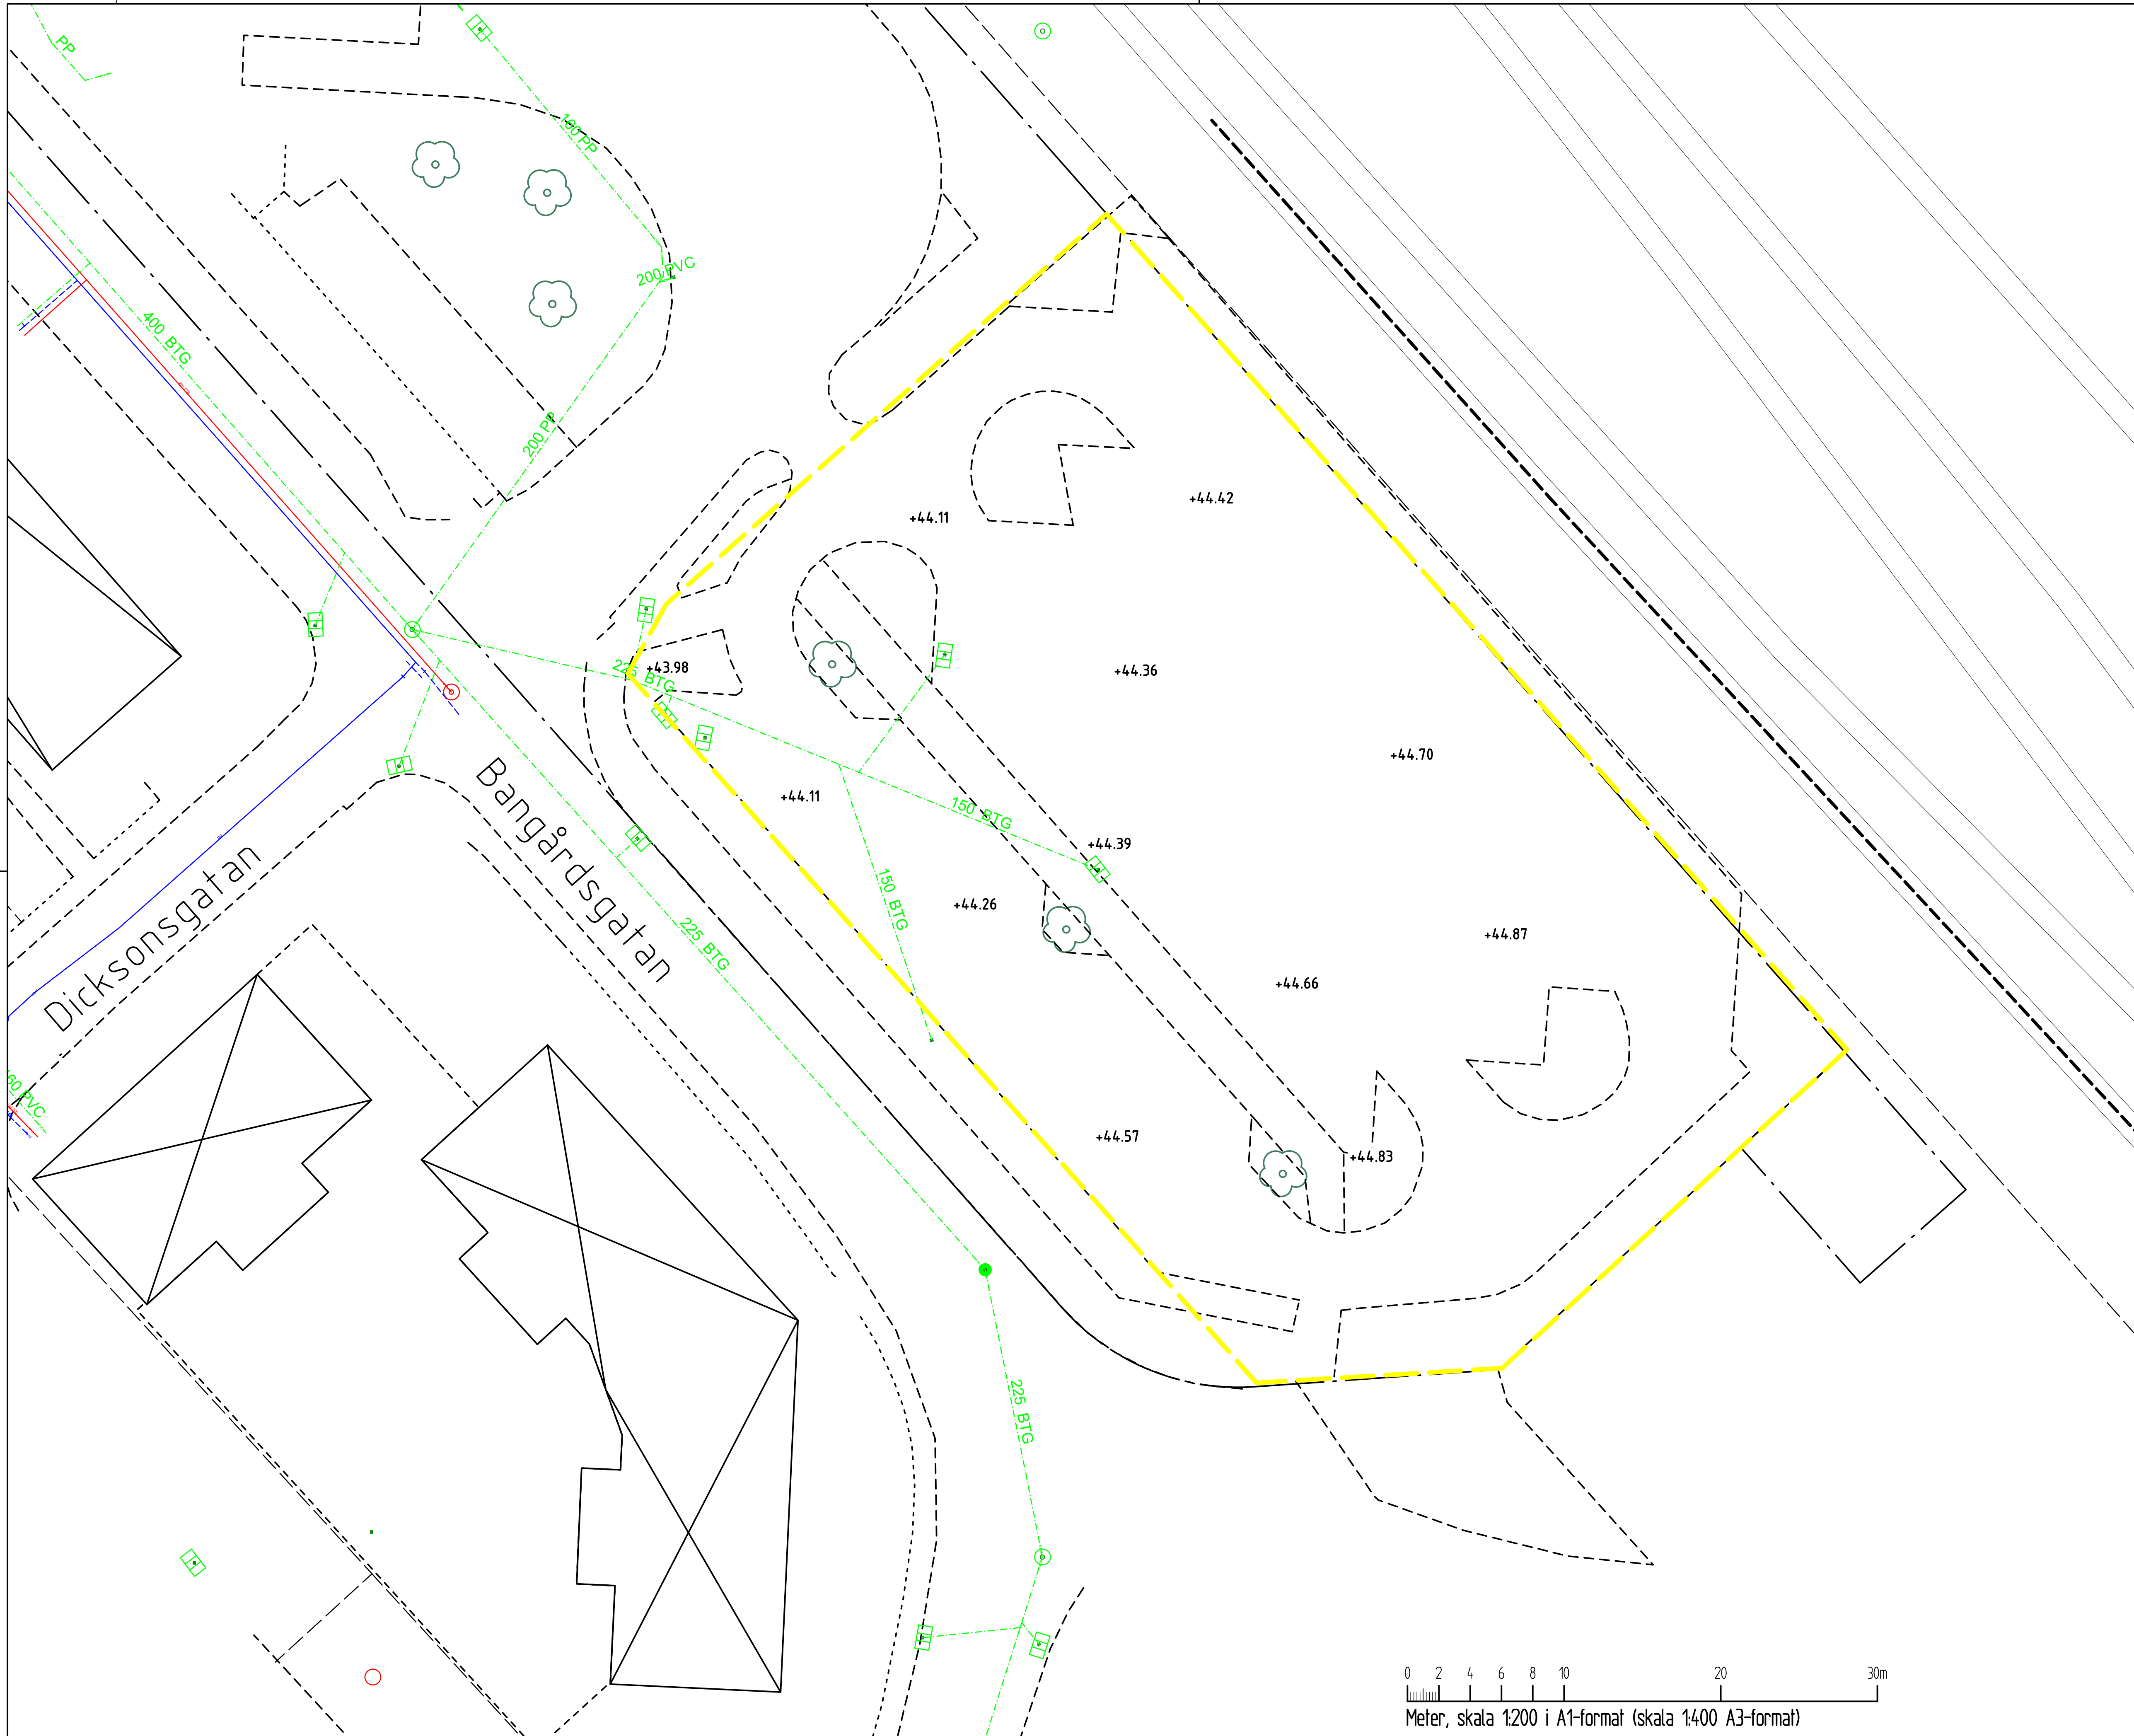 PP
160 PP
200 PVC
400 BTG
200 PP
+44.42
+44.11
225 BTG
+43.98
+44.36
+44.70
Bangårdsgatan
+44.11
150 BTG
+44.39
Dicksonsgatan
150 BTG
+44.26
225 BTG
+44.87
+44.66
60 PVC
+44.57
+44.83
225 BTG
0 2 4 6 8 10 20 30m
Meter, skala 1:200 i A1-format (skala 1:400 A3-format)